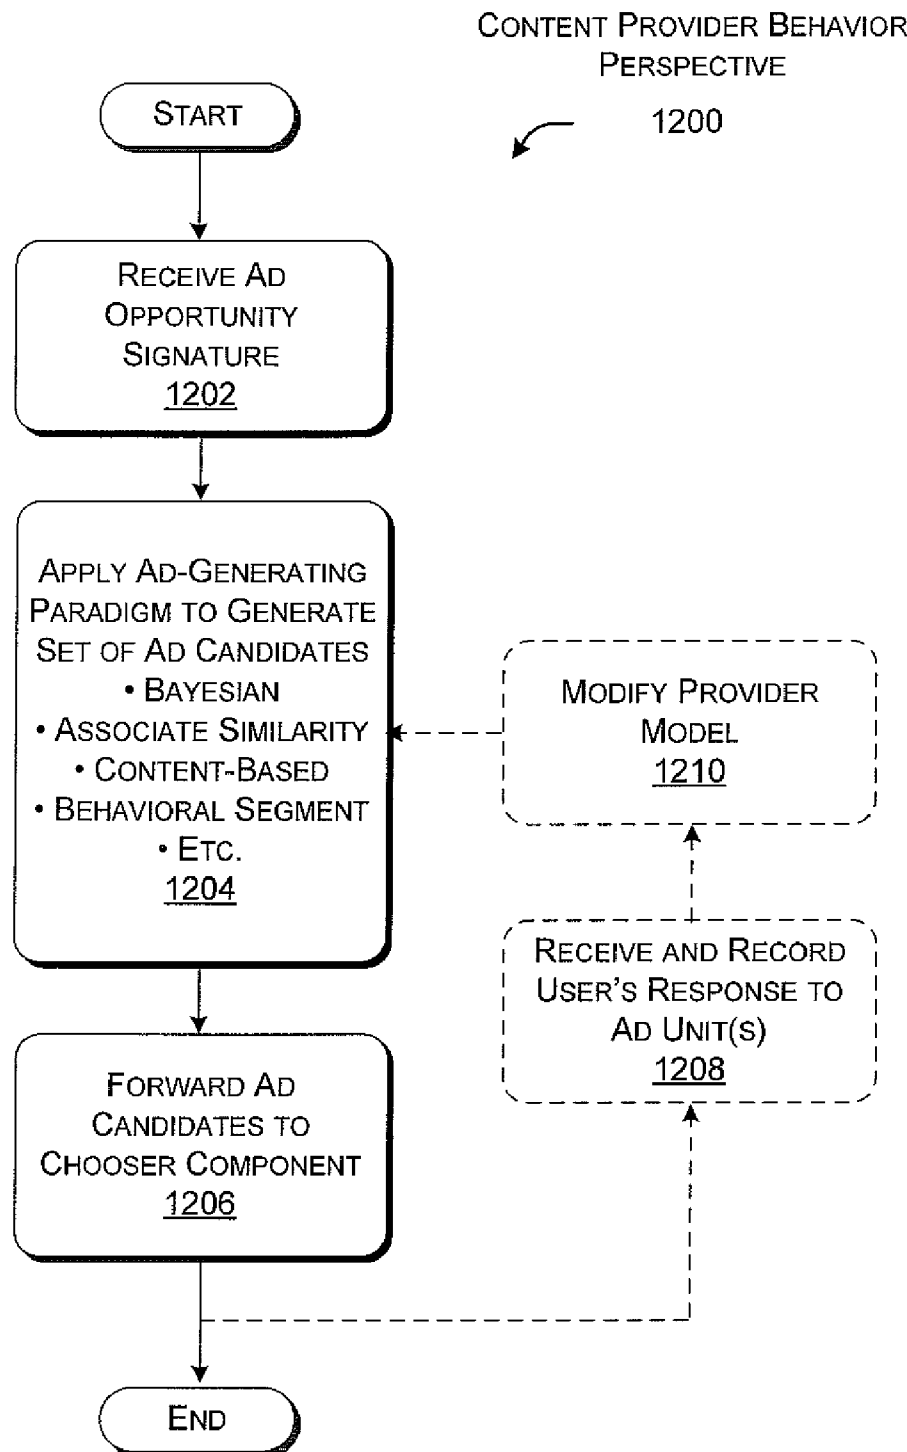 CONTENT PROVIDER BEHAVIOR
PERSPECTIVE
1200
START
RECEIVE AD
OPPORTUNITY
SIGNATURE
1202
APPLY AD-GENERATING
PARADIGM TO GENERATE
SET OF AD CANDIDATES
• BAYESIAN
• ASSOCIATE SIMILARITY
• CONTENT-BASED
• BEHAVIORAL SEGMENT
• ETC.
1204
MODIFY PROVIDER
MODEL
1210
RECEIVE AND RECORD
USER'S RESPONSE TO
AD UNIT(S)
1208
FORWARD AD
CANDIDATES TO
CHOOSER COMPONENT
1206
END